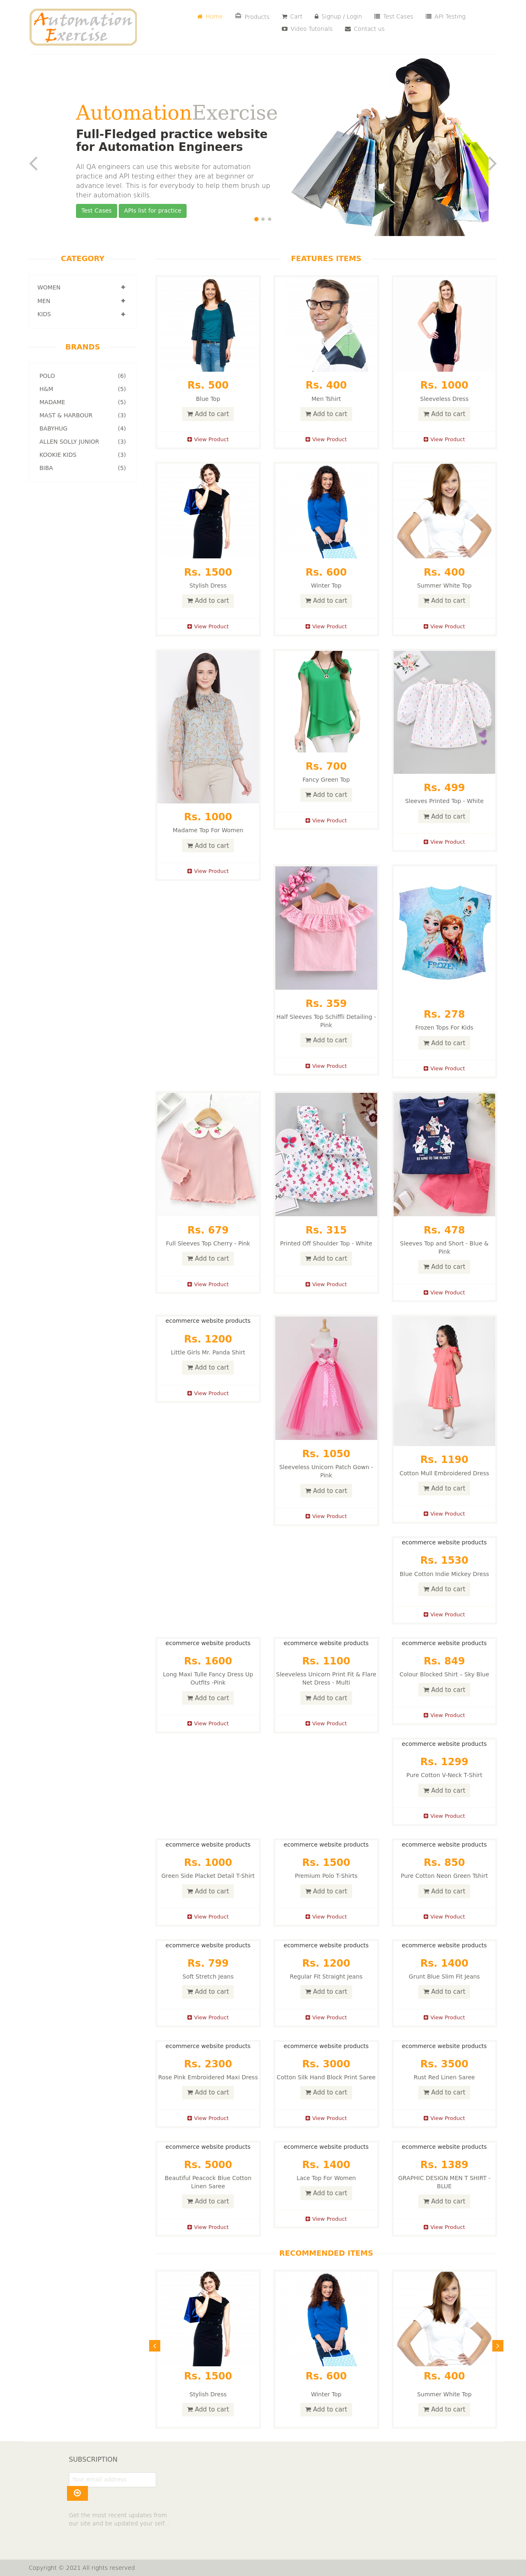 Automation
Exercise
Home
Products
Cart
Signup / Login
Test Cases
API Testing
Video Tutorials
Contact us
AutomationExercise
Full-Fledged practice website
for Automation Engineers
All QA engineers can use this website for automation
practice and API testing either they are at beginner or
advance level. This is for everybody to help them brush up
their automation skills.
Test Cases
APIs list for practice
CATEGORY
WOMEN
MEN
KIDS
BRANDS
POLO (6)
H&M (5)
MADAME (5)
MAST & HARBOUR (3)
BABYHUG (4)
ALLEN SOLLY JUNIOR (3)
KOOKIE KIDS (3)
BIBA (5)
FEATURES ITEMS
Rs. 500
Blue Top
Add to cart
View Product
Rs. 400
Men Tshirt
Add to cart
View Product
Rs. 1000
Sleeveless Dress
Add to cart
View Product
Rs. 1500
Stylish Dress
Add to cart
View Product
Rs. 600
Winter Top
Add to cart
View Product
Rs. 400
Summer White Top
Add to cart
View Product
Rs. 1000
Madame Top For Women
Add to cart
View Product
Rs. 700
Fancy Green Top
Add to cart
View Product
Rs. 499
Sleeves Printed Top - White
Add to cart
View Product
Rs. 359
Half Sleeves Top Schiffli Detailing -
Pink
Add to cart
View Product
FROZEN
Rs. 278
Frozen Tops For Kids
Add to cart
View Product
Rs. 679
Full Sleeves Top Cherry - Pink
Add to cart
View Product
Rs. 315
Printed Off Shoulder Top - White
Add to cart
View Product
Rs. 478
Sleeves Top and Short - Blue &
Pink
Add to cart
View Product
ecommerce website products
Rs. 1200
Little Girls Mr. Panda Shirt
Add to cart
View Product
Rs. 1050
Sleeveless Unicorn Patch Gown -
Pink
Add to cart
View Product
Rs. 1190
Cotton Mull Embroidered Dress
Add to cart
View Product
ecommerce website products
Rs. 1530
Blue Cotton Indie Mickey Dress
Add to cart
View Product
ecommerce website products
Rs. 1600
Long Maxi Tulle Fancy Dress Up
Outfits -Pink
Add to cart
View Product
ecommerce website products
Rs. 1100
Sleeveless Unicorn Print Fit & Flare
Net Dress - Multi
Add to cart
View Product
ecommerce website products
Rs. 849
Colour Blocked Shirt – Sky Blue
Add to cart
View Product
ecommerce website products
Rs. 1299
Pure Cotton V-Neck T-Shirt
Add to cart
View Product
ecommerce website products
Rs. 1000
Green Side Placket Detail T-Shirt
Add to cart
View Product
ecommerce website products
Rs. 1500
Premium Polo T-Shirts
Add to cart
View Product
ecommerce website products
Rs. 850
Pure Cotton Neon Green Tshirt
Add to cart
View Product
ecommerce website products
Rs. 799
Soft Stretch Jeans
Add to cart
View Product
ecommerce website products
Rs. 1200
Regular Fit Straight Jeans
Add to cart
View Product
ecommerce website products
Rs. 1400
Grunt Blue Slim Fit Jeans
Add to cart
View Product
ecommerce website products
Rs. 2300
Rose Pink Embroidered Maxi Dress
Add to cart
View Product
ecommerce website products
Rs. 3000
Cotton Silk Hand Block Print Saree
Add to cart
View Product
ecommerce website products
Rs. 3500
Rust Red Linen Saree
Add to cart
View Product
ecommerce website products
Rs. 5000
Beautiful Peacock Blue Cotton
Linen Saree
Add to cart
View Product
ecommerce website products
Rs. 1400
Lace Top For Women
Add to cart
View Product
ecommerce website products
Rs. 1389
GRAPHIC DESIGN MEN T SHIRT -
BLUE
Add to cart
View Product
RECOMMENDED ITEMS
Rs. 1500
Stylish Dress
Add to cart
Rs. 600
Winter Top
Add to cart
Rs. 400
Summer White Top
Add to cart
SUBSCRIPTION
Your email address
Get the most recent updates from
our site and be updated your self.
Copyright © 2021 All rights reserved